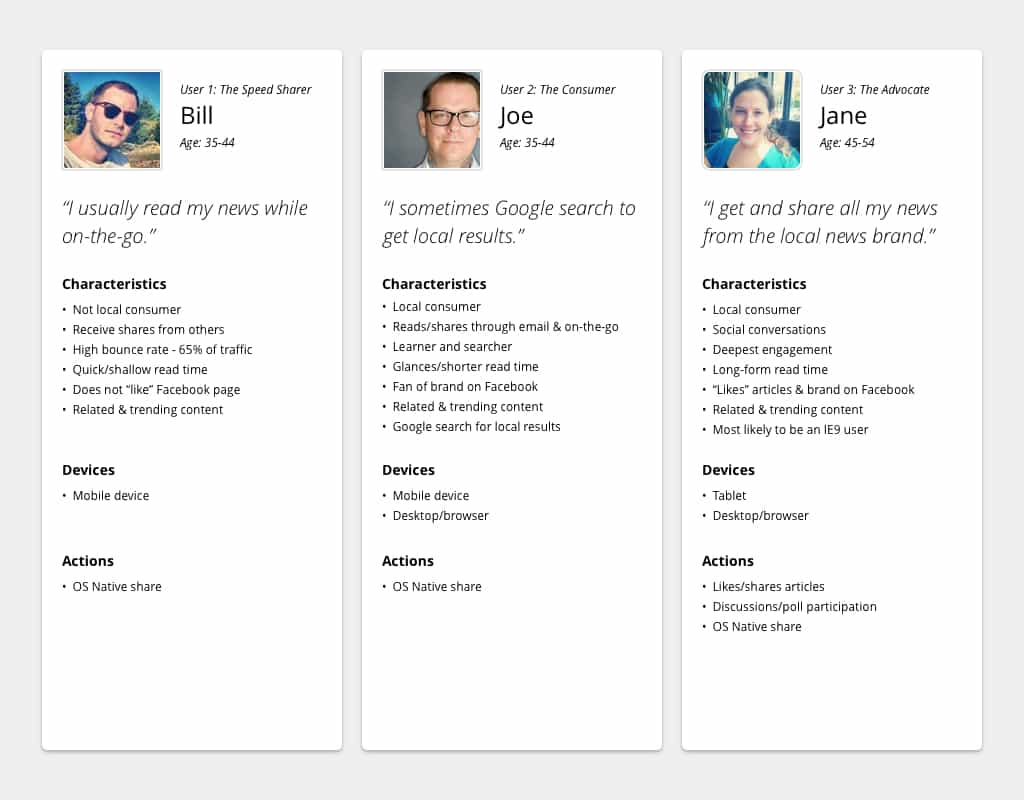 User 1: The Speed Sharer
Bill
Age: 35-44
“I usually read my news while
on-the-go.”
Characteristics
• Not local consumer
• Receive shares from others
• High bounce rate - 65% of traffic
• Quick/shallow read time
• Does not “like” Facebook page
• Related & trending content
Devices
• Mobile device
Actions
• OS Native share
User 2: The Consumer
Joe
Age: 35-44
“I sometimes Google search to
get local results.”
Characteristics
• Local consumer
• Reads/shares through email & on-the-go
• Learner and searcher
• Glances/shorter read time
• Fan of brand on Facebook
• Related & trending content
• Google search for local results
Devices
• Mobile device
• Desktop/browser
Actions
• OS Native share
User 3: The Advocate
Jane
Age: 45-54
“I get and share all my news
from the local news brand.”
Characteristics
• Local consumer
• Social conversations
• Deepest engagement
• Long-form read time
• “Likes” articles & brand on Facebook
• Related & trending content
• Most likely to be an IE9 user
Devices
• Tablet
• Desktop/browser
Actions
• Likes/shares articles
• Discussions/poll participation
• OS Native share